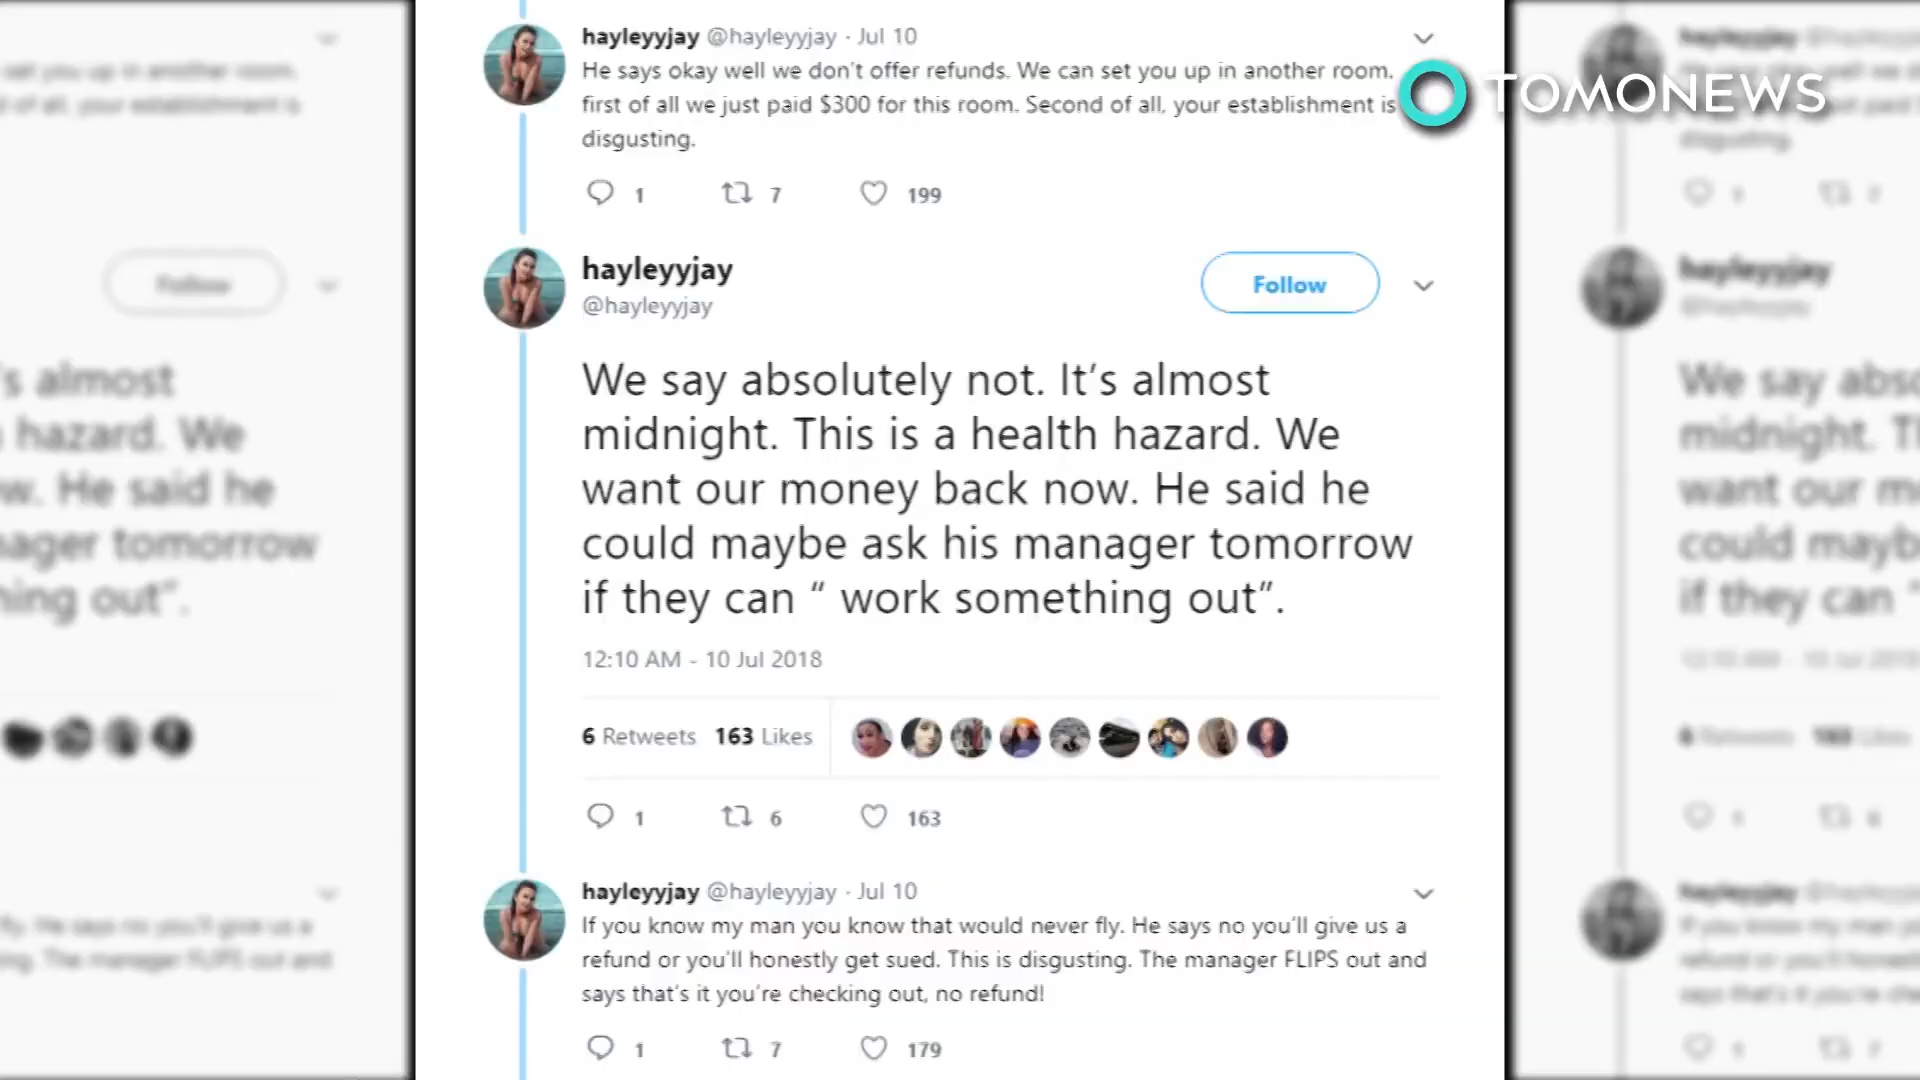 hayleyyjay @hayleyyjay · Jul 10
He says okay well we don't offer refunds. We can set you up in another room.
first of all we just paid $300 for this room. Second of all, your establishment is
disgusting.
1 7 199
TOMONEWS
hayleyyjay
@hayleyyjay
Follow
We say absolutely not. It's almost
midnight. This is a health hazard. We
want our money back now. He said he
could maybe ask his manager tomorrow
if they can “ work something out”.
12:10 AM - 10 Jul 2018
6 Retweets 163 Likes
1 6 163
hayleyyjay @hayleyyjay · Jul 10
If you know my man you know that would never fly. He says no you'll give us a
refund or you'll honestly get sued. This is disgusting. The manager FLIPS out and
says that's it you're checking out, no refund!
1 7 179